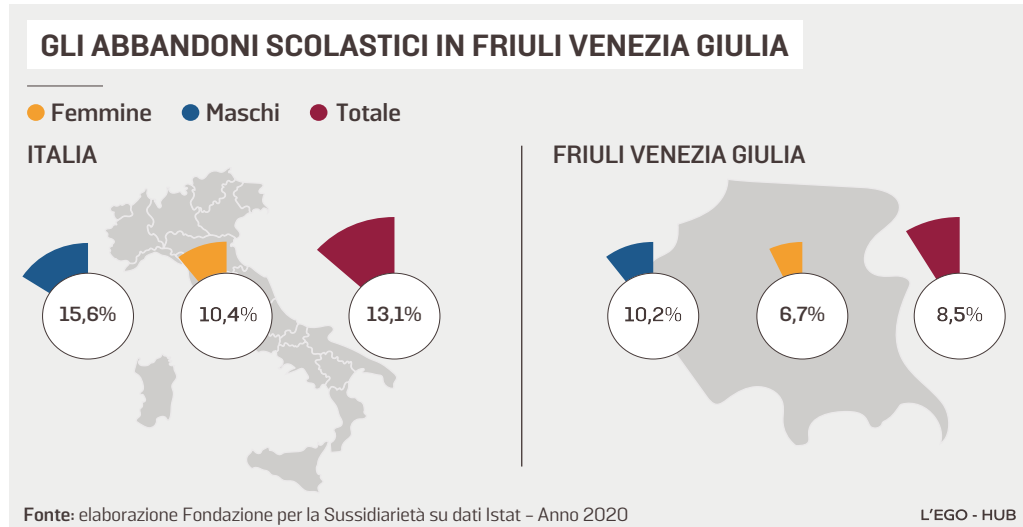 GLI ABBANDONI SCOLASTICI IN FRIULI VENEZIA GIULIA
Femmine Maschi Totale
ITALIA
15,6% 10,4% 13,1%
FRIULI VENEZIA GIULIA
10,2% 6,7% 8,5%
Fonte: elaborazione Fondazione per la Sussidiarietà su dati Istat – Anno 2020
L'EGO - HUB